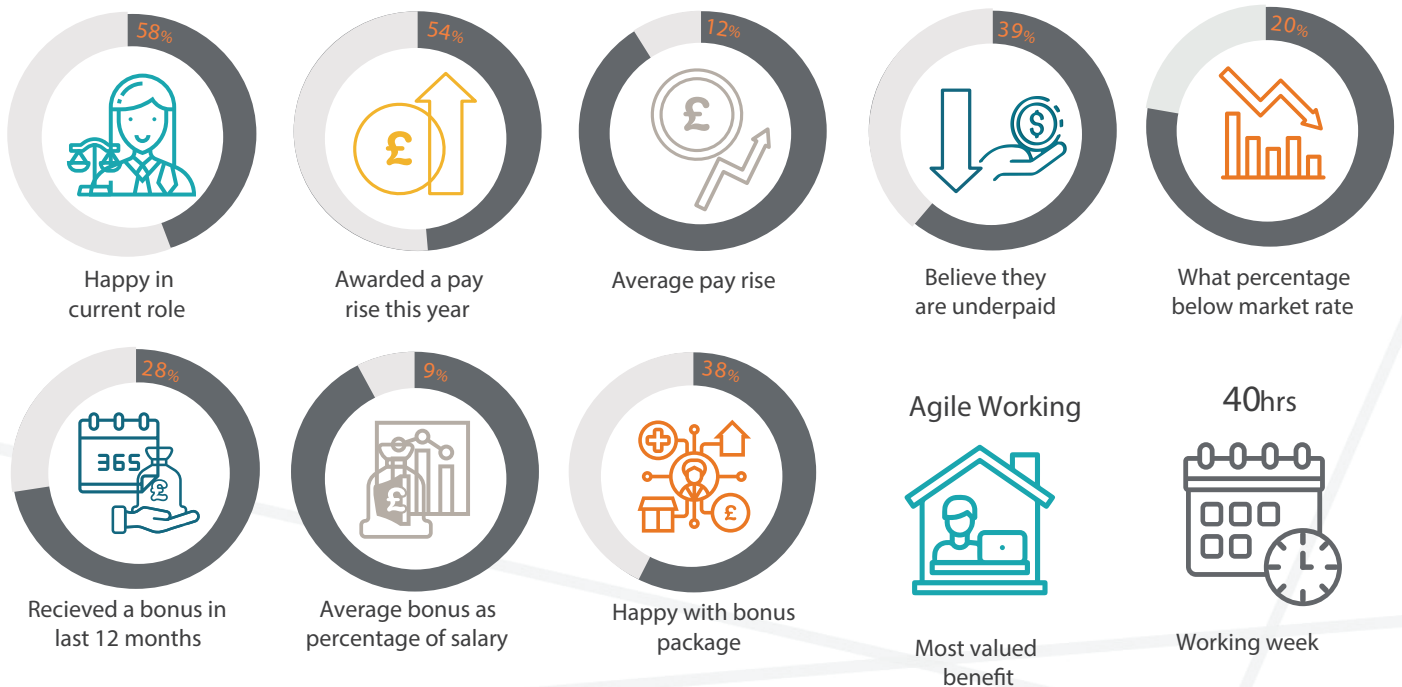 58%
£
Happy in
current role
54%
£
Awarded a pay
rise this year
12%
£
Average pay rise
39%
$
Believe they
are underpaid
20%
What percentage
below market rate
28%
365
£
Recieved a bonus in
last 12 months
9%
£
Average bonus as
percentage of salary
38%
£
Happy with bonus
package
Agile Working
Most valued
benefit
40hrs
Working week